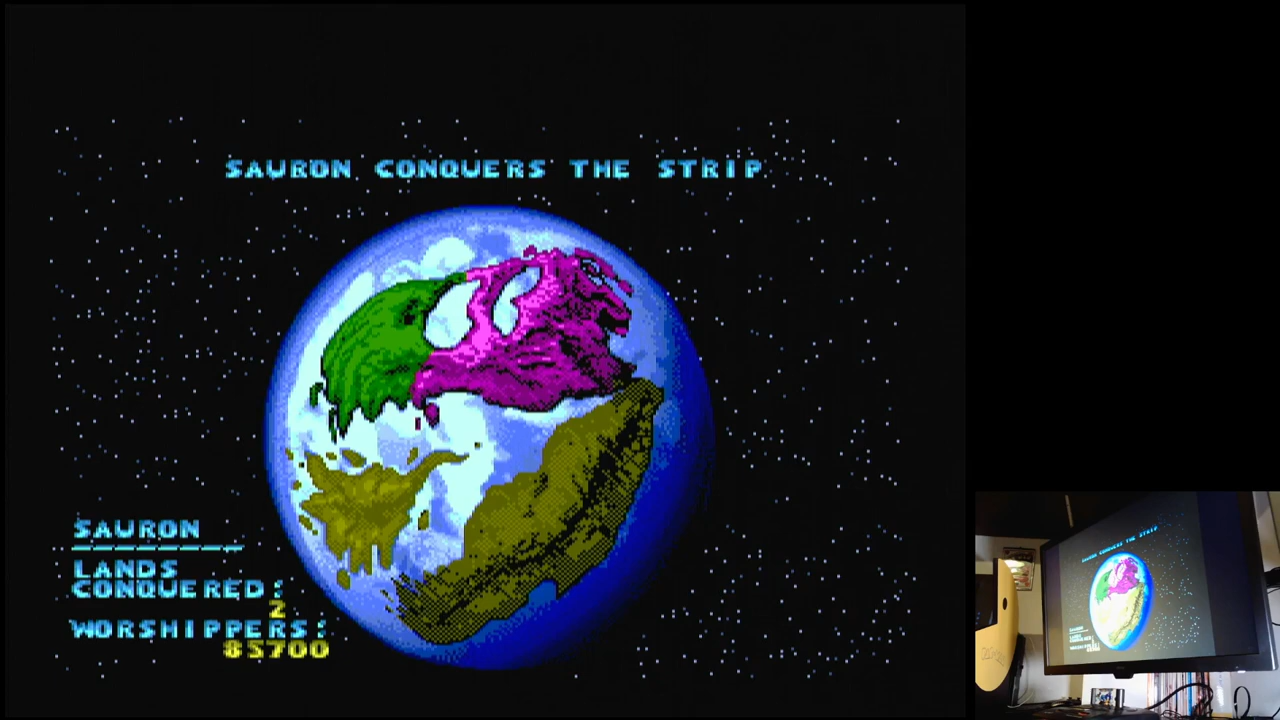 SAURON CONQUERS THE STRIP
SAURON
LANDS
CONQUERED:
2
WORSHIPPERS:
85700